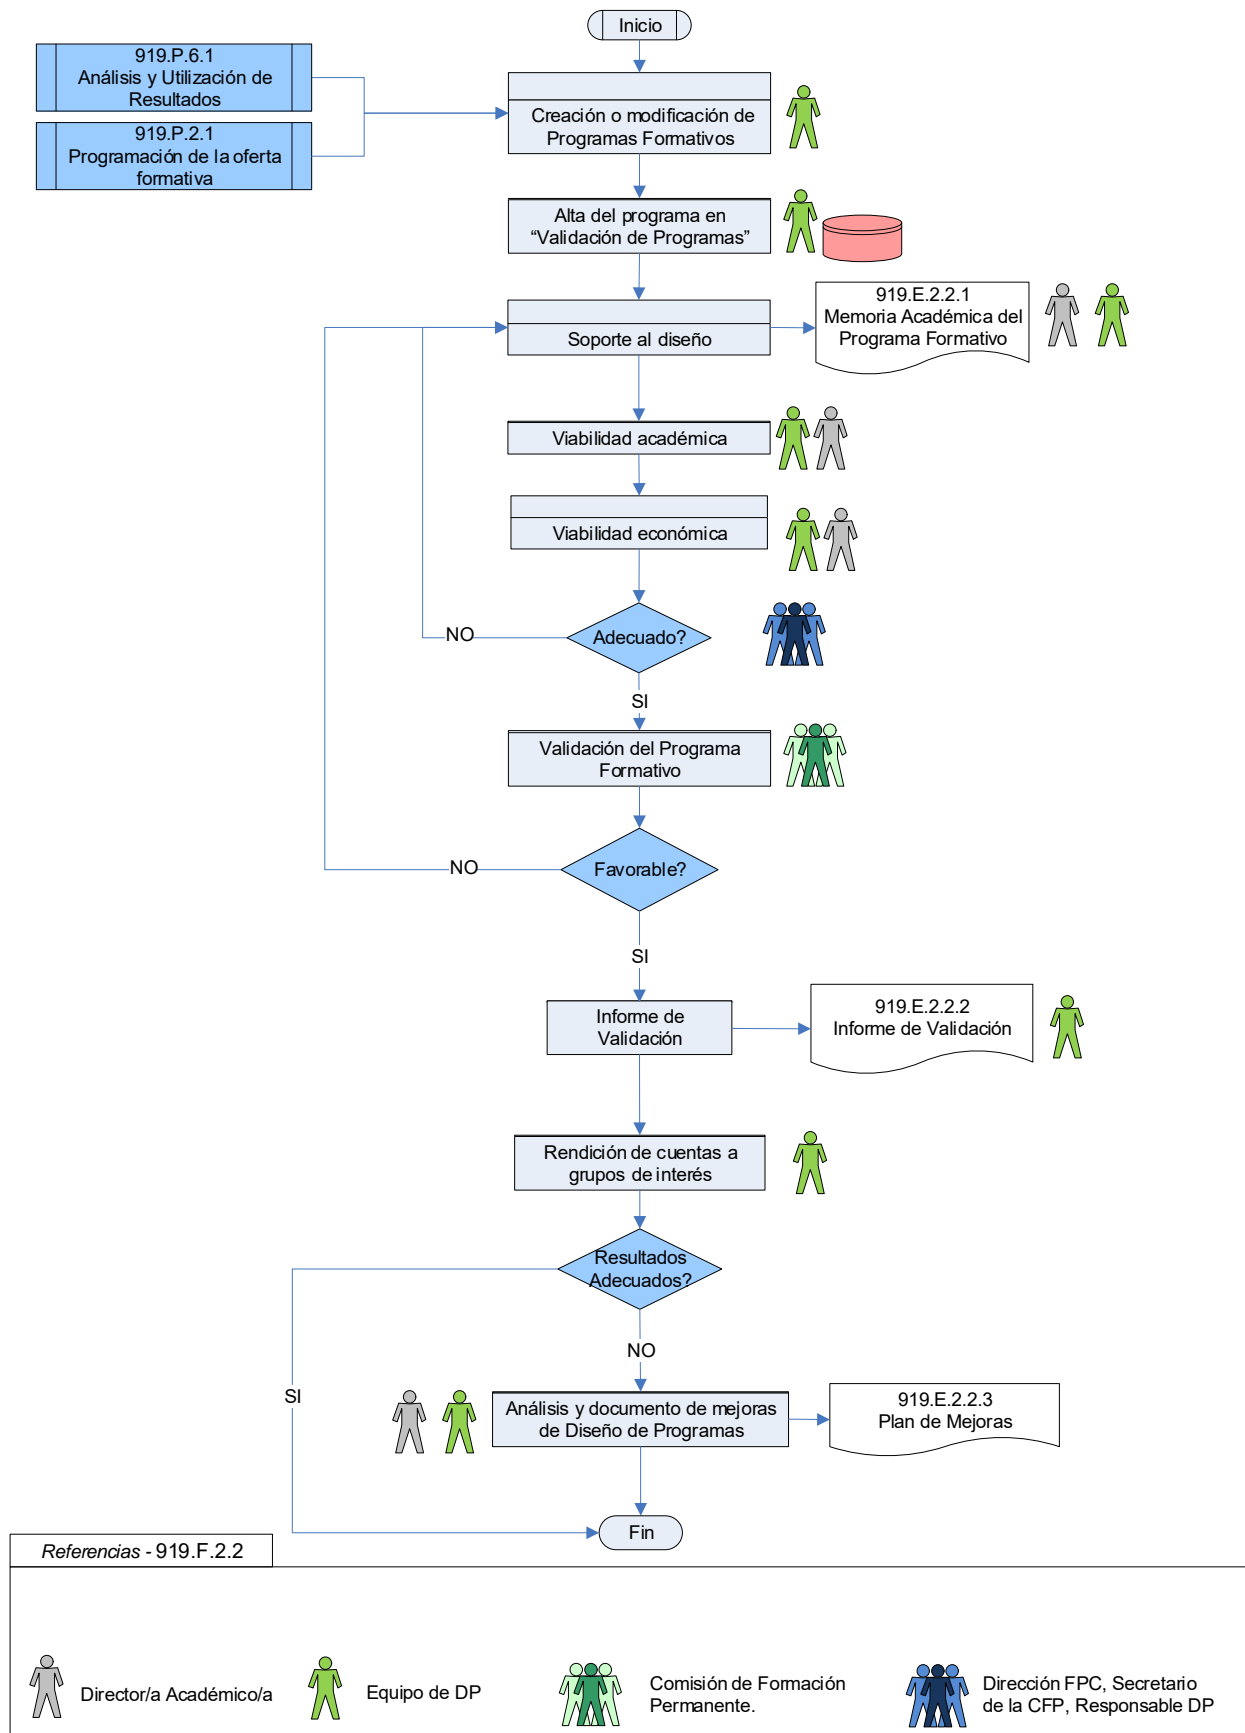 Inicio
919.P.6.1
Análisis y Utilización de
Resultados
919.P.2.1
Programación de la oferta
formativa
Creación o modificación de
Programas Formativos
Alta del programa en
“Validación de Programas”
Soporte al diseño
919.E.2.2.1
Memoria Académica del
Programa Formativo
Viabilidad académica
Viabilidad económica
Adecuado?
NO
SI
Validación del Programa
Formativo
Favorable?
NO
SI
Informe de
Validación
919.E.2.2.2
Informe de Validación
Rendición de cuentas a
grupos de interés
Resultados
Adecuados?
NO
SI
Análisis y documento de mejoras
de Diseño de Programas
919.E.2.2.3
Plan de Mejoras
Fin
Referencias - 919.F.2.2
Director/a Académico/a
Equipo de DP
Comisión de Formación
Permanente.
Dirección FPC, Secretario
de la CFP, Responsable DP